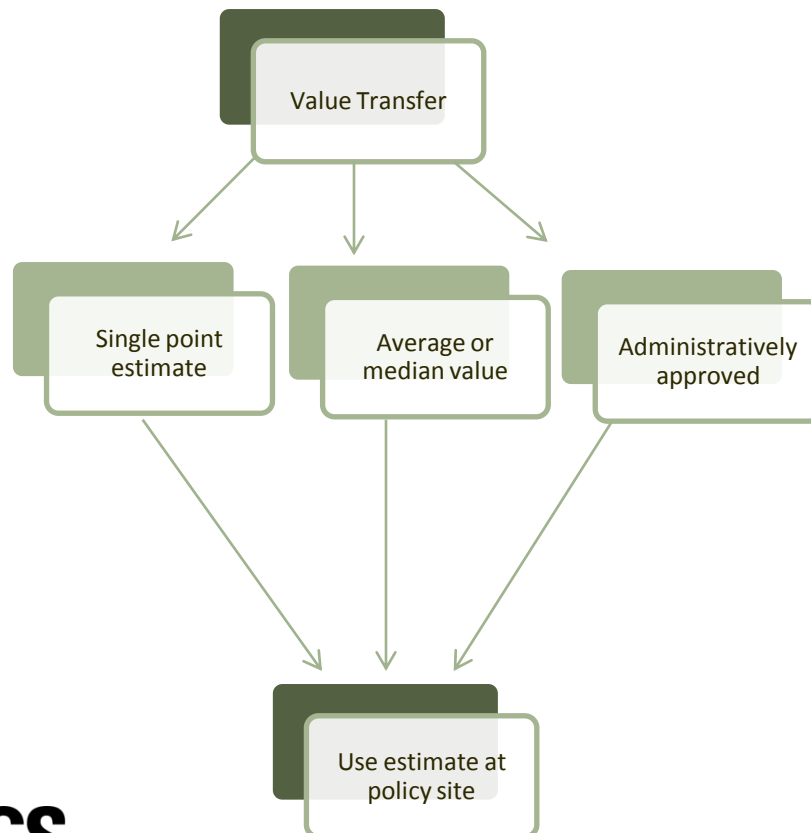 Value Transfer
Single point
estimate
Average or
median value
Administratively
approved
Use estimate at
policy site